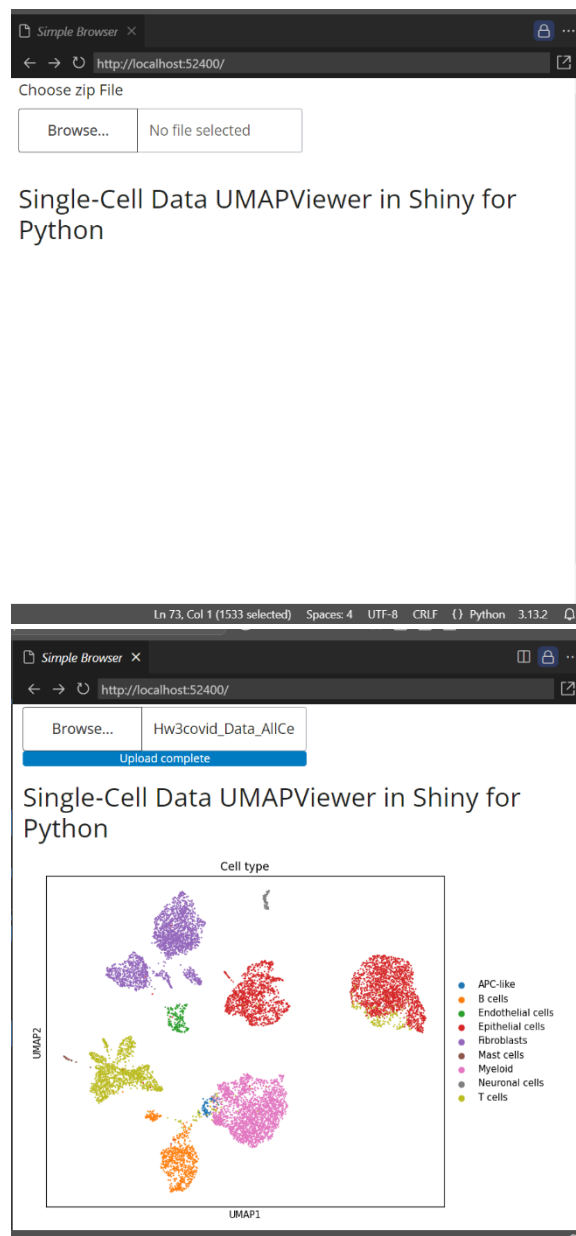 Simple Browser
http://localhost:52400/
Choose zip File
Browse...
No file selected
Single-Cell Data UMAPViewer in Shiny for
Python
Ln 73, Col 1 (1533 selected) Spaces: 4 UTF-8 CRLF {} Python 3.13.2
Simple Browser
http://localhost:52400/
Browse...
Hw3covid_Data_AllCe
Upload complete
Single-Cell Data UMAPViewer in Shiny for
Python
Cell type
UMAP2
APC-like
B cells
Endothelial cells
Epithelial cells
Fibroblasts
Mast cells
Myeloid
Neuronal cells
T cells
UMAP1